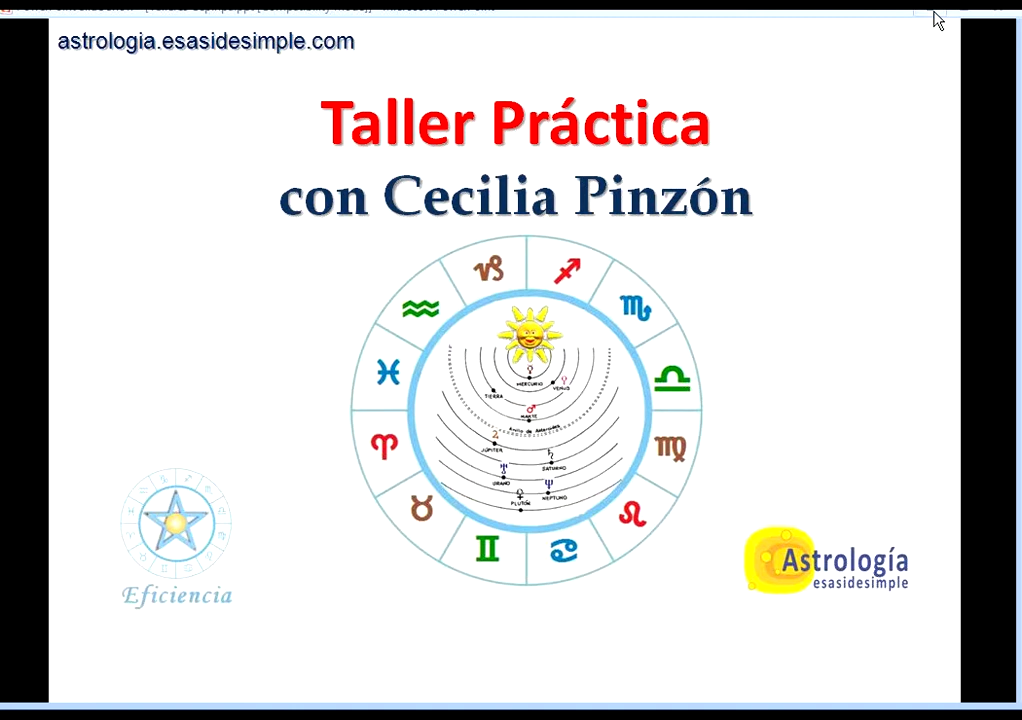 astrologia.esasidesimple.com
Taller Práctica
con Cecilia Pinzón
MERCURIO
VENUS
TIERRA
MARTE
JÚPITER
SATURNO
URANO
NEPTUNO
PLUTÓN
Eficiencia
Astrología
esasidesimple